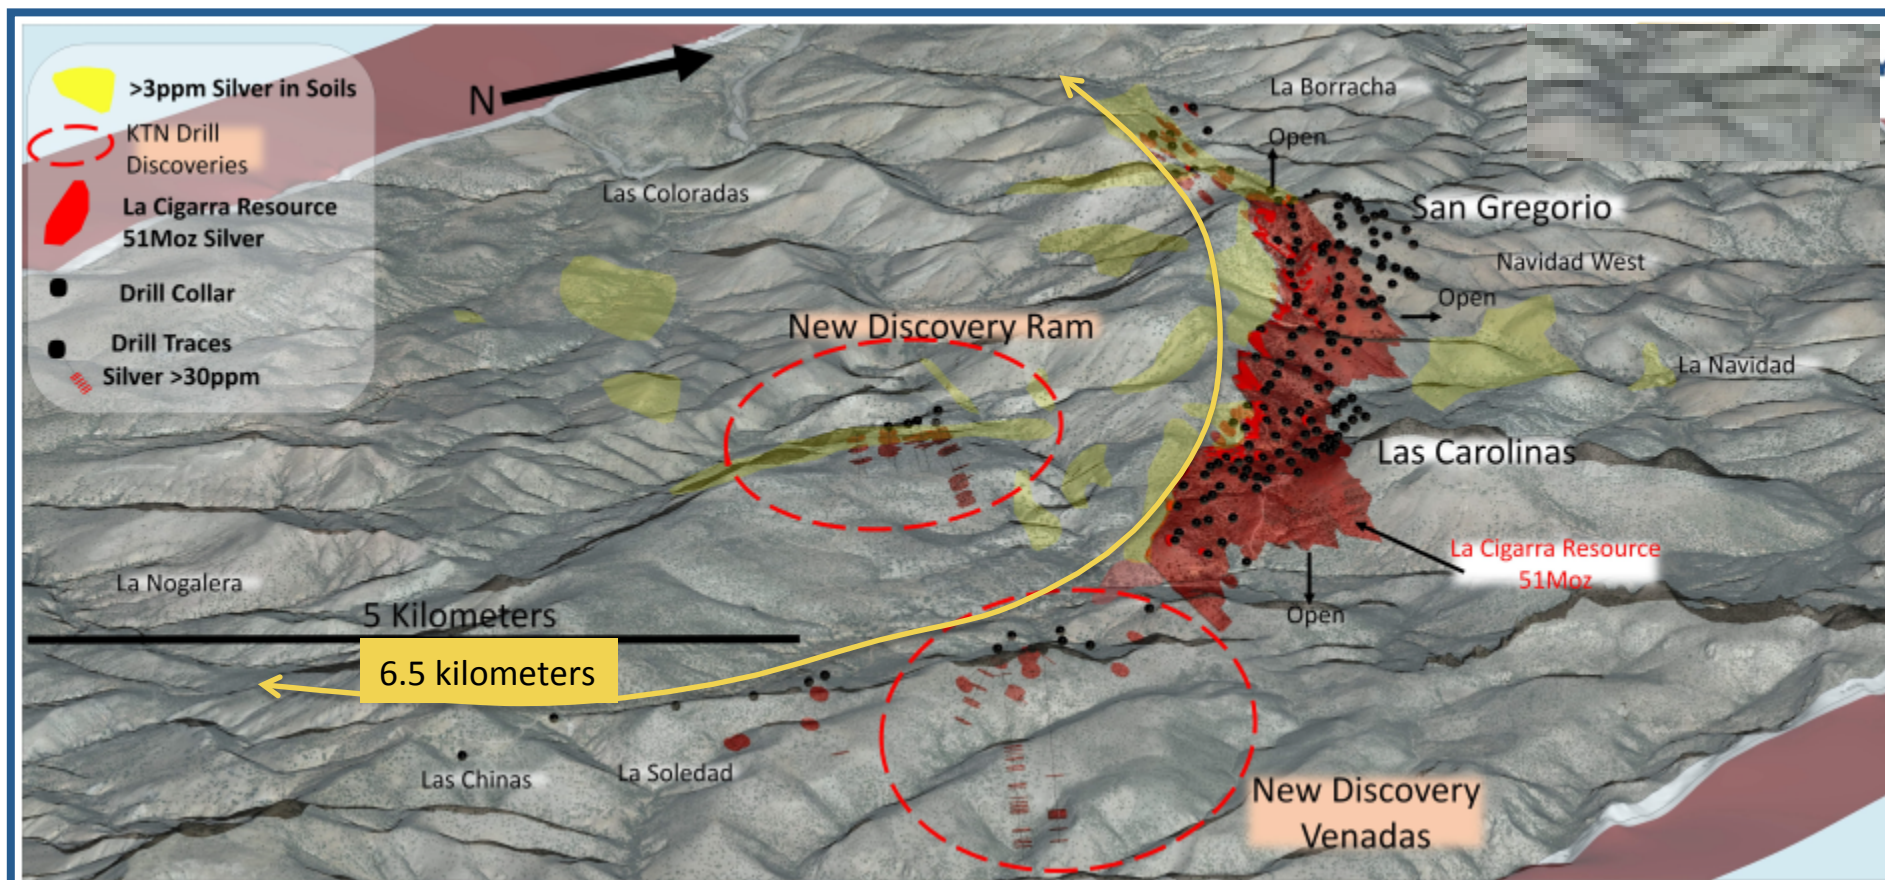 >3ppm Silver in Soils
KTN Drill
Discoveries
La Cigarra Resource
51Moz Silver
Drill Collar
Drill Traces
Silver >30ppm
N
La Borracha
Open
Las Coloradas
San Gregorio
Navidad West
Open
New Discovery Ram
La Navidad
Las Carolinas
La Cigarra Resource
51Moz
La Nogalera
5 Kilometers
Open
6.5 kilometers
Las Chinas
La Soledad
New Discovery
Venadas